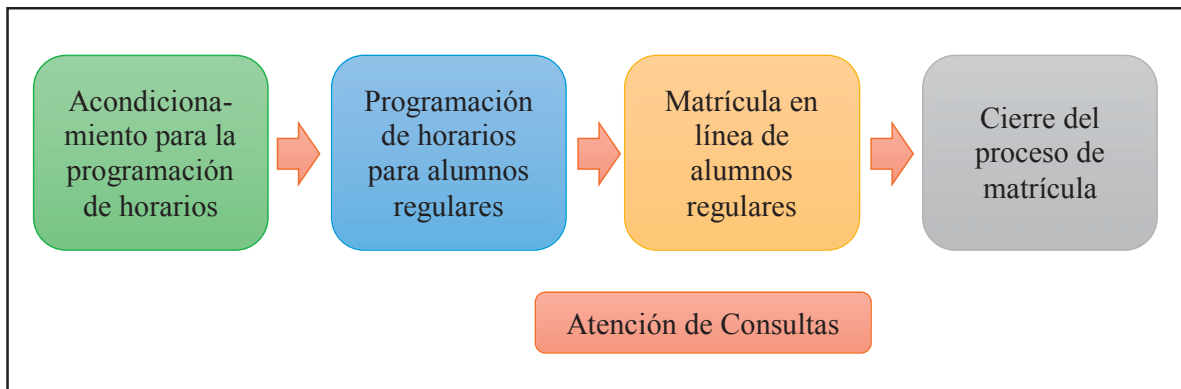 Acondiciona-
miento para la
programación
de horarios
Programación
de horarios
para alumnos
regulares
Matrícula en
línea de
alumnos
regulares
Cierre del
proceso de
matrícula
Atención de Consultas